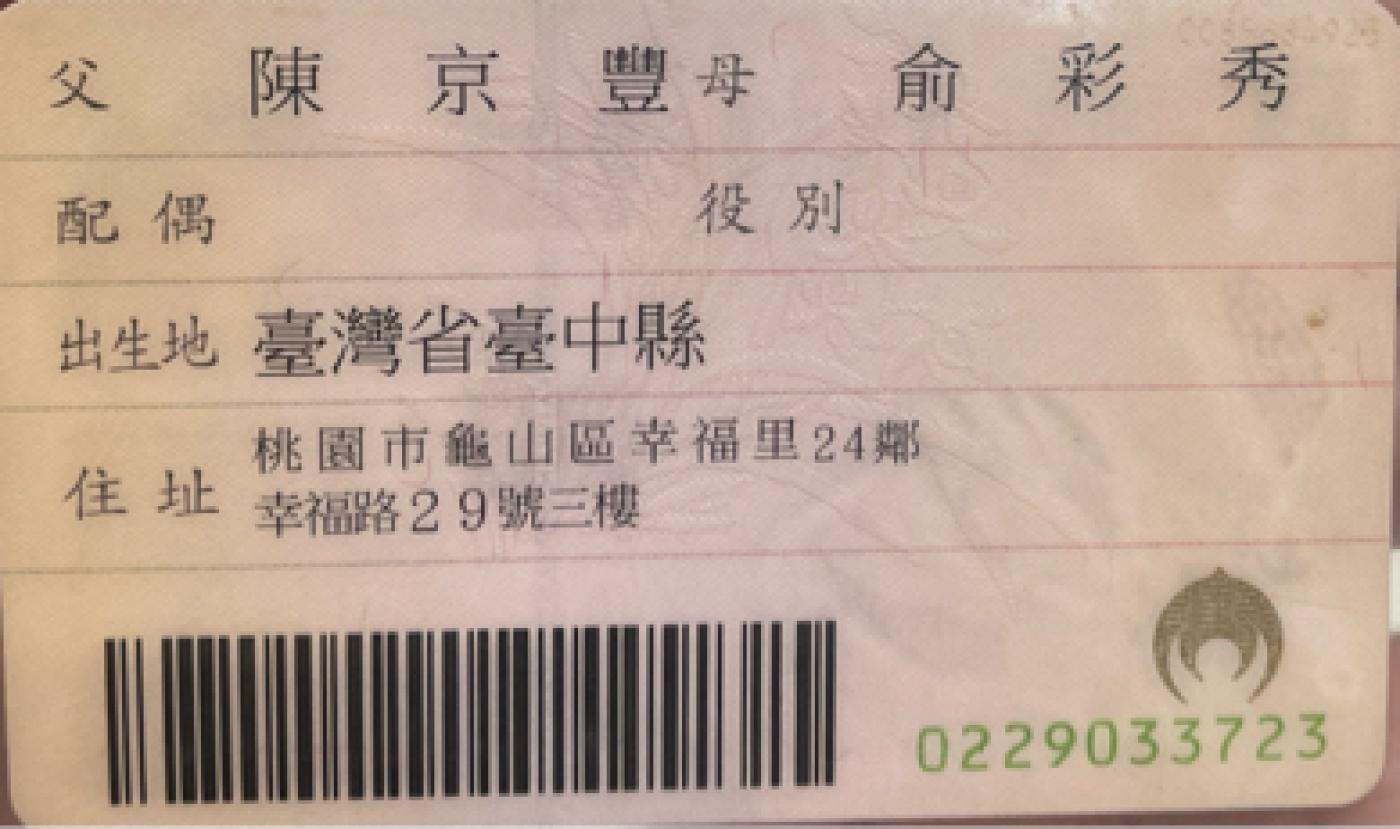 父 陳京豐 母 俞彩秀
配偶 役別
出生地 臺灣省臺中縣
住址 桃園市龜山區幸福里24鄰
幸福路29號三樓
0229033723